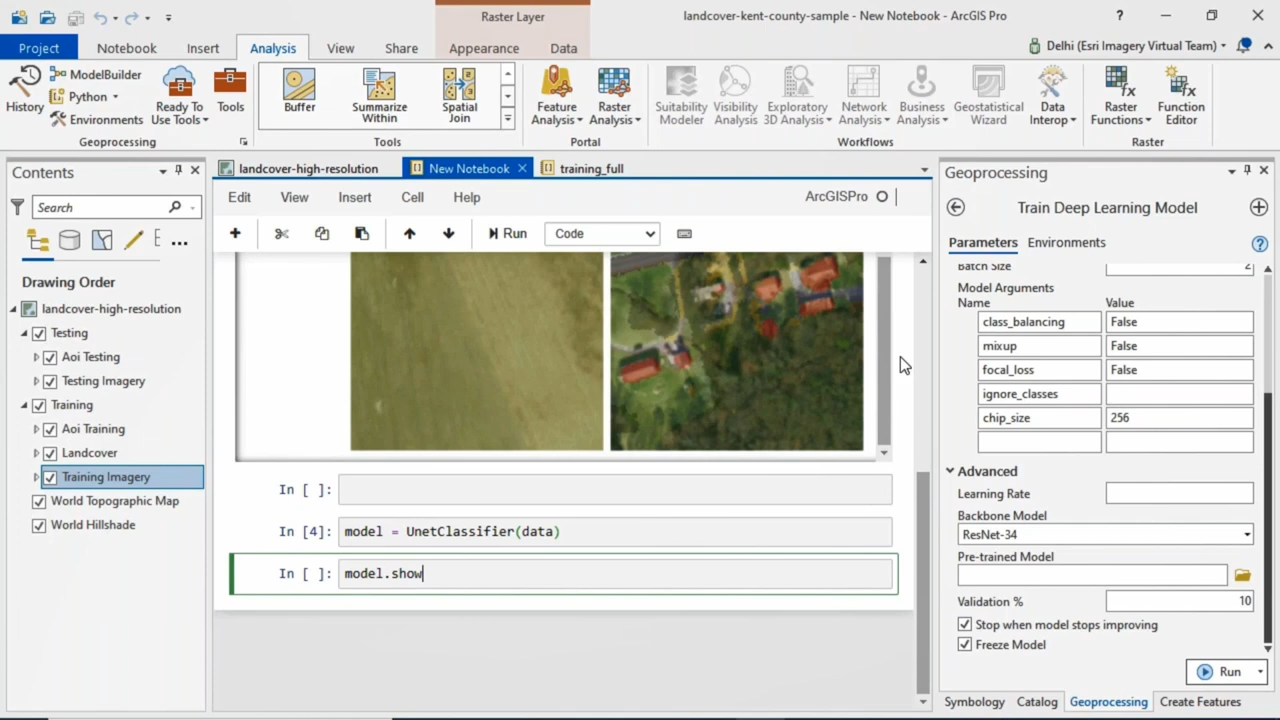 Raster Layer
landcover-kent-county-sample - New Notebook - ArcGIS Pro
?
Project
Notebook
Insert
Analysis
View
Share
Appearance
Data
Delhi (Esri Imagery Virtual Team)
History
ModelBuilder
Python
Environments
Ready To Use Tools
Tools
Geoprocessing
Buffer
Summarize Within
Spatial Join
Tools
Feature Analysis
Raster Analysis
Portal
Suitability Modeler
Visibility Analysis
Exploratory 3D Analysis
Network Analysis
Business Analysis
Geostatistical Wizard
Data Interop
Workflows
Raster Functions
Function Editor
Raster
Contents
Search
Drawing Order
landcover-high-resolution
Testing
Aoi Testing
Testing Imagery
Training
Aoi Training
Landcover
Training Imagery
World Topographic Map
World Hillshade
landcover-high-resolution
New Notebook
training_full
Edit
View
Insert
Cell
Help
ArcGISPro
Run
Code
In [ ]:
In [4]: model = UnetClassifier(data)
In [ ]: model.show
Geoprocessing
Train Deep Learning Model
Parameters
Environments
?
Batch Size 2
Model Arguments
Name Value
class_balancing False
mixup False
focal_loss False
ignore_classes
chip_size 256
Advanced
Learning Rate
Backbone Model
ResNet-34
Pre-trained Model
Validation % 10
Stop when model stops improving
Freeze Model
Run
Symbology
Catalog
Geoprocessing
Create Features